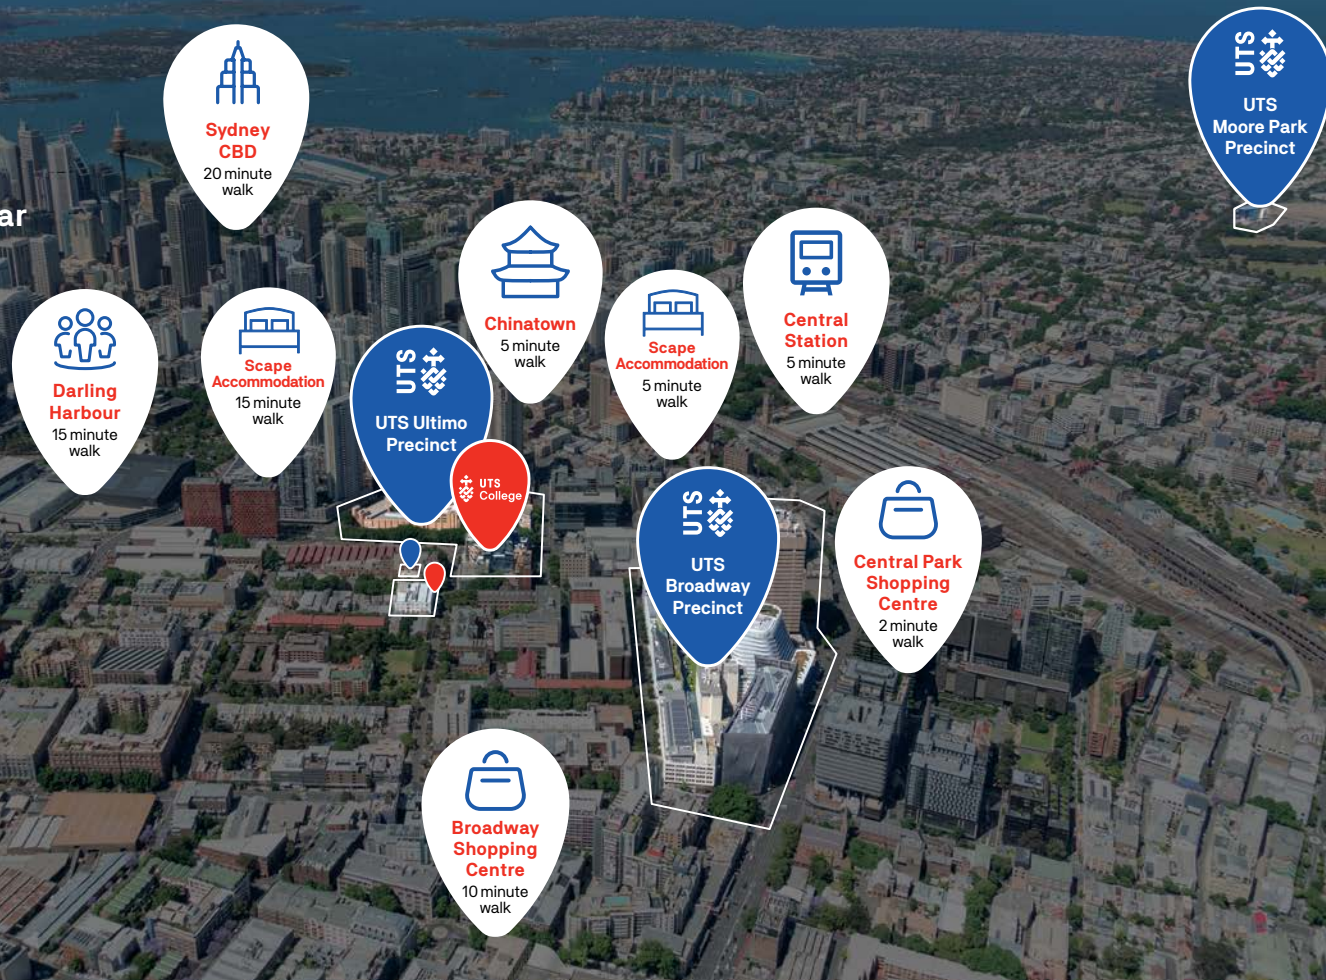 UTS
UTS
Moore Park
Precinct
Sydney
CBD
20 minute
walk
ar
Chinatown
5 minute
walk
Central
Station
5 minute
walk
Scape
Accommodation
5 minute
walk
Darling
Harbour
15 minute
walk
Scape
Accommodation
15 minute
walk
UTS
UTS Ultimo
Precinct
UTS
College
UTS
UTS
Broadway
Precinct
Central Park
Shopping
Centre
2 minute
walk
Broadway
Shopping
Centre
10 minute
walk